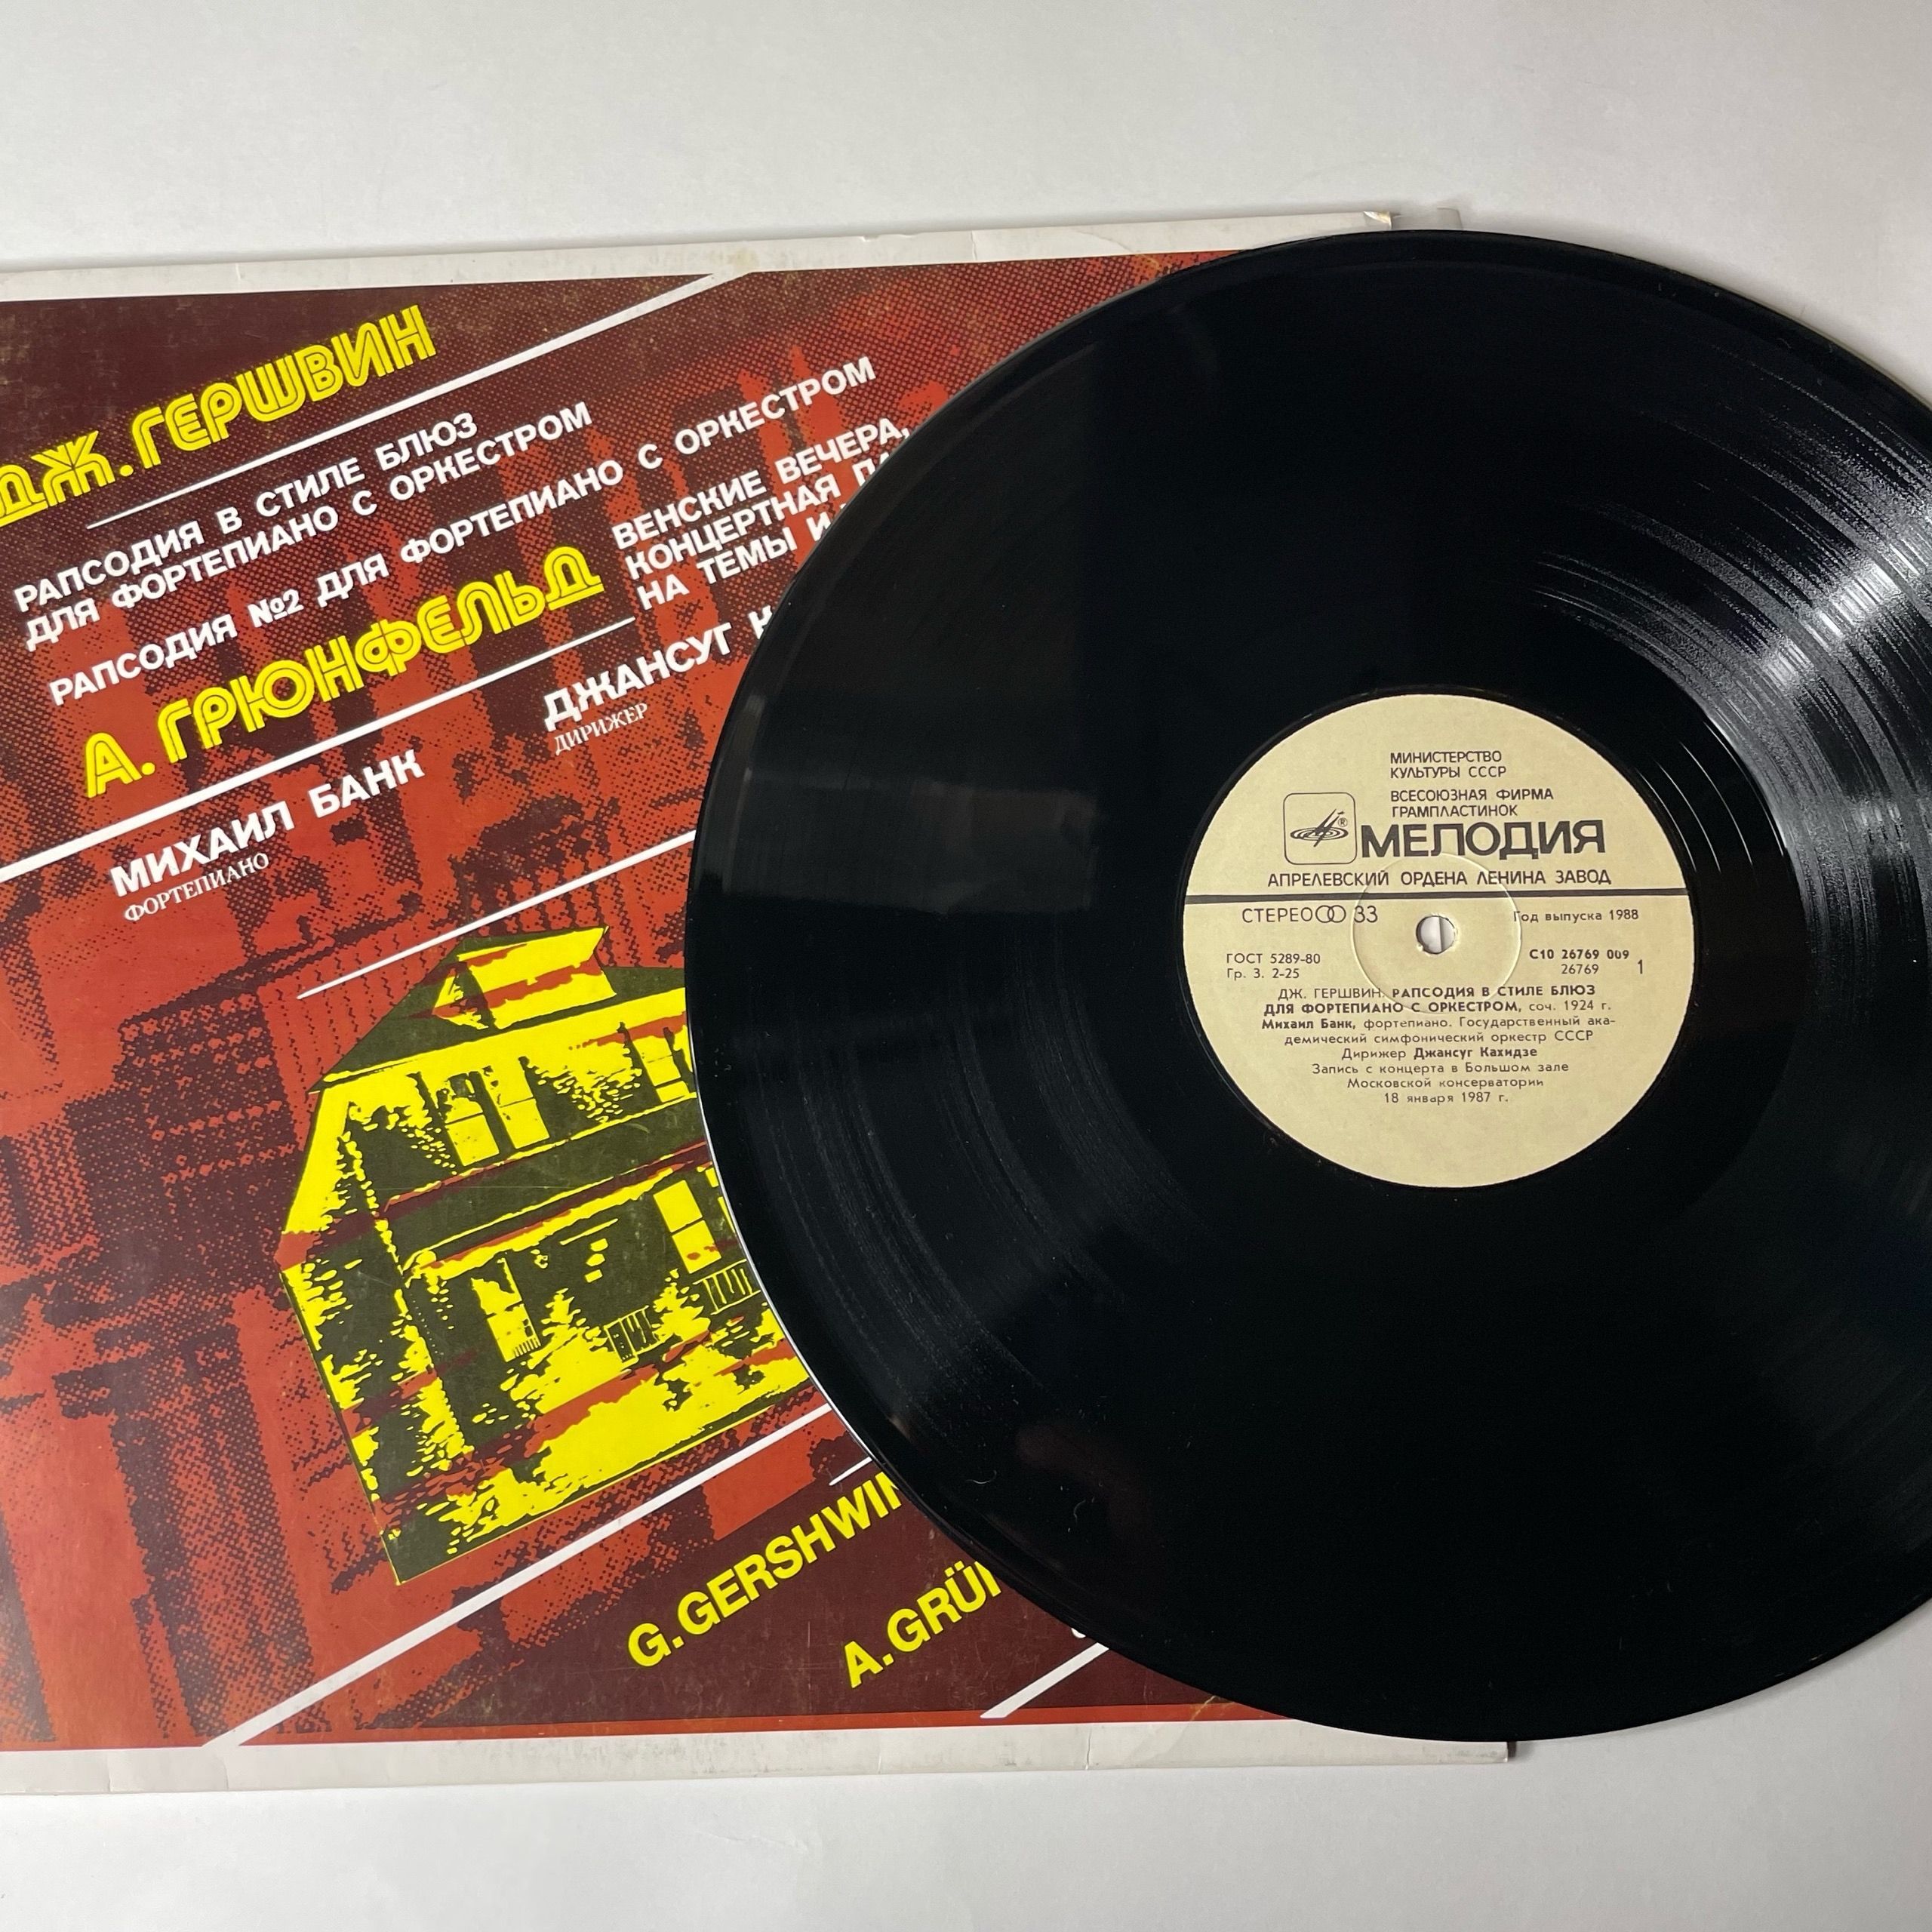 ДЖ. ГЕРШВИН
РАПСОДИЯ В СТИЛЕ БЛЮЗ
ДЛЯ ФОРТЕПИАНО С ОРКЕСТРОМ
РАПСОДИЯ №2 ДЛЯ ФОРТЕПИАНО С ОРКЕСТРОМ
А. ГРЮНФЕЛЬД
ВЕНСКИЕ ВЕЧЕРА,
КОНЦЕРТНАЯ
НА ТЕМЫ И
МИХАИЛ БАНК
ФОРТЕПИАНО
ДЖАНСУГ
ДИРИЖЕР
G. GERSHWIN
A. GRÜ
МИНИСТЕРСТВО
КУЛЬТУРЫ СССР
ВСЕСОЮЗНАЯ ФИРМА
ГРАМПЛАСТИНОК
® МЕЛОДИЯ
АПРЕЛЕВСКИЙ ОРДЕНА ЛЕНИНА ЗАВОД
СТЕРЕО 33 Год выпуска 1988
ГОСТ 5289-80 С10 26769 009
Гр. 3. 2-25 26769 1
ДЖ. ГЕРШВИН. РАПСОДИЯ В СТИЛЕ БЛЮЗ
ДЛЯ ФОРТЕПИАНО С ОРКЕСТРОМ, соч. 1924 г.
Михаил Банк, фортепиано. Государственный ака-
демический симфонический оркестр СССР
Дирижер Джансуг Кахидзе
Запись с концерта в Большом зале
Московской консерватории
18 января 1987 г.